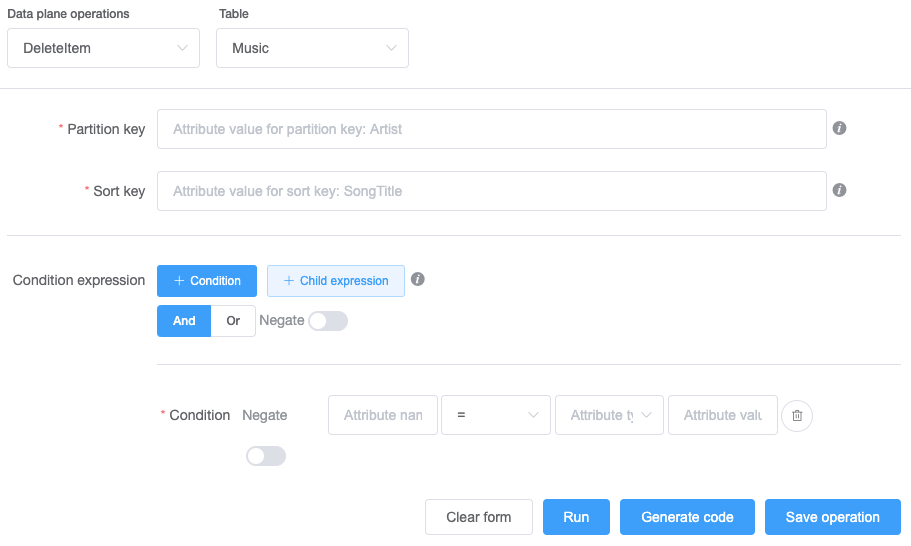 Data plane operations Table
DeleteItem Music
* Partition key Attribute value for partition key: Artist i
* Sort key Attribute value for sort key: SongTitle i
Condition expression + Condition + Child expression i
And Or Negate
* Condition Negate Attribute nan = Attribute ty Attribute valu
Clear form Run Generate code Save operation